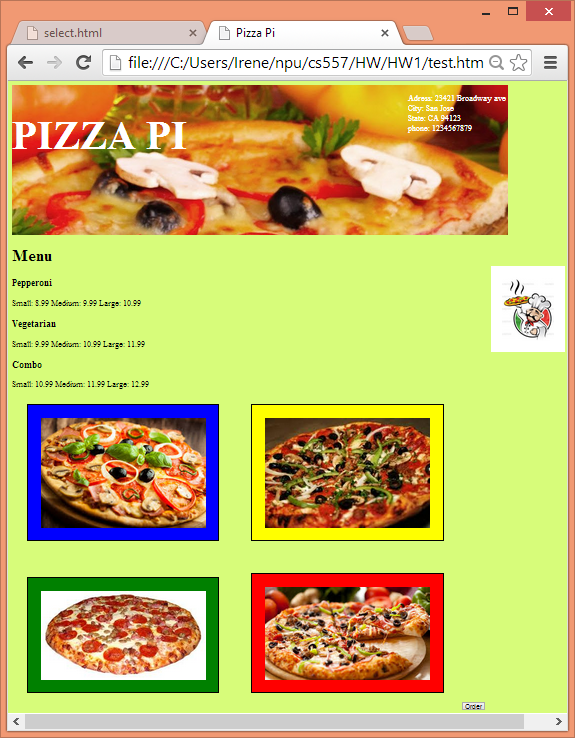 select.html
Pizza Pi
file:///C:/Users/Irene/npu/cs557/HW/HW1/test.htm
PIZZA PI
Adress: 23421 Broadway ave
City: San Jose
State: CA 94123
phone: 1234567879
Menu
Pepperoni
Small: 8.99 Medium: 9.99 Large: 10.99
Vegetarian
Small: 9.99 Medium: 10.99 Large: 11.99
Combo
Small: 10.99 Medium: 11.99 Large: 12.99
Order